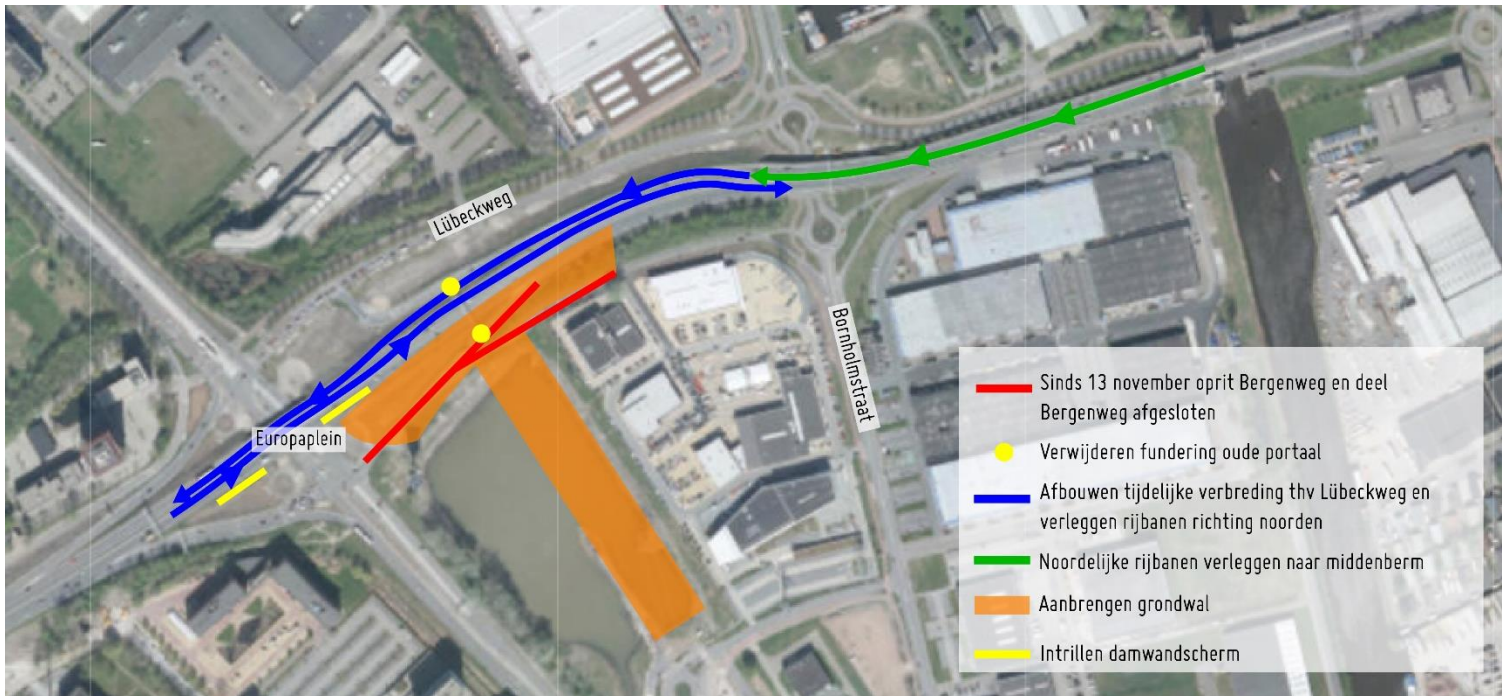 Lübeckweg
Europaplein
Bornholmstraat
Sinds 13 november oprit Bergenweg en deel
Bergenweg afgesloten
Verwijderen fundering oude portaal
Afbouwen tijdelijke verbreding thv Lübeckweg en
verleggen rijbanen richting noorden
Noordelijke rijbanen verleggen naar middenberm
Aanbrengen grondwal
Intrillen damwandscherm